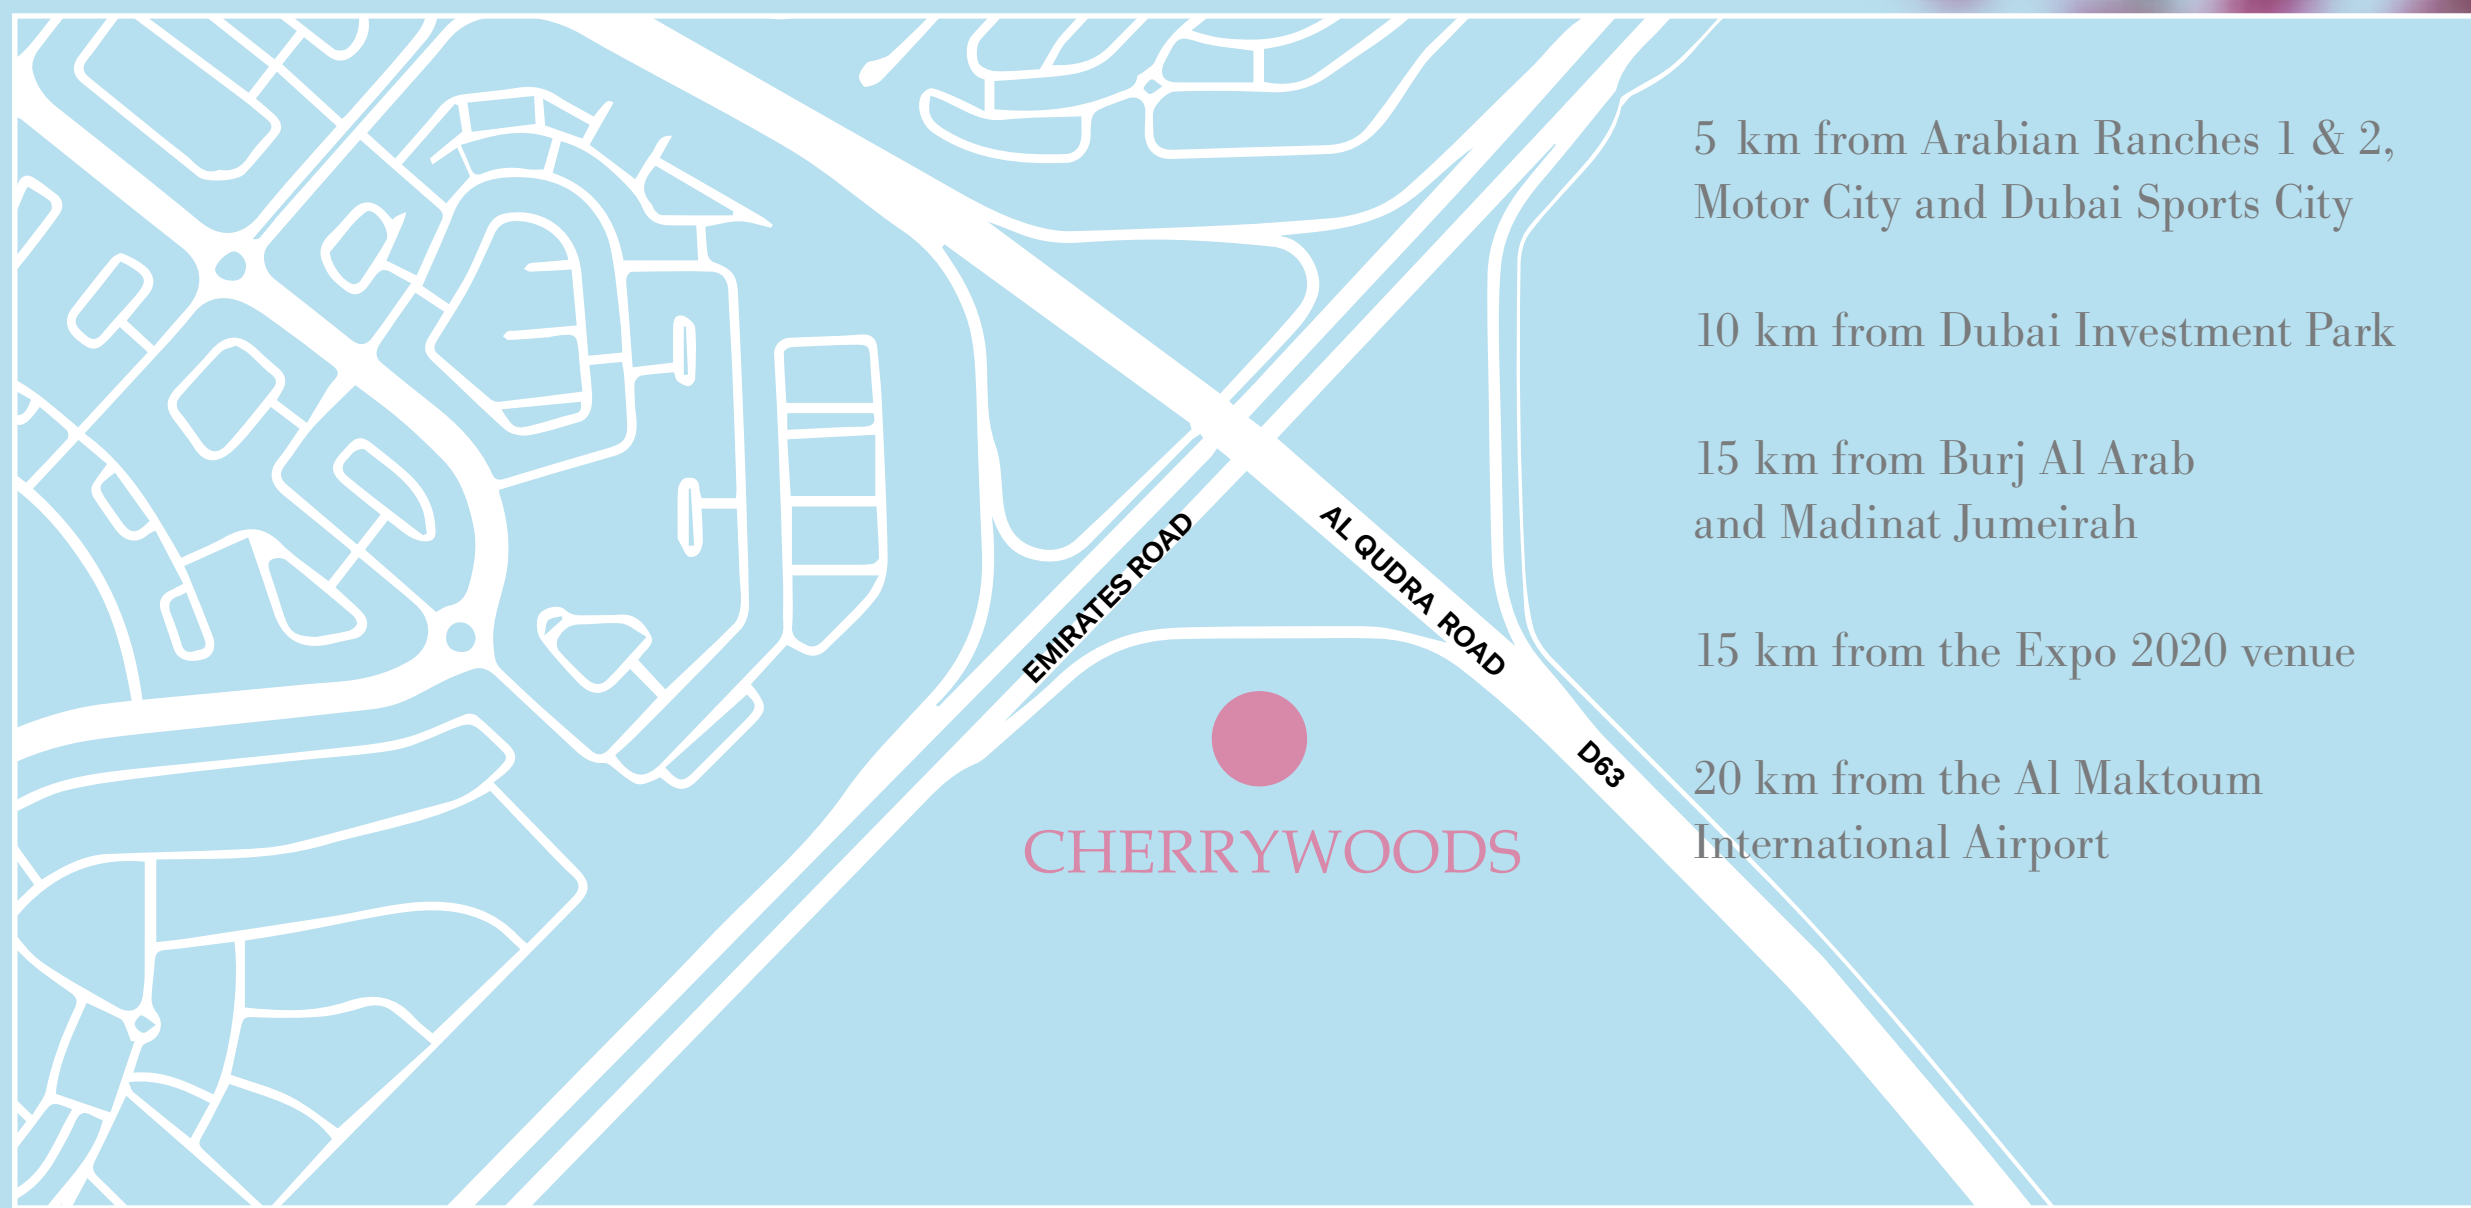 5 km from Arabian Ranches 1 & 2,
Motor City and Dubai Sports City
10 km from Dubai Investment Park
15 km from Burj Al Arab
and Madinat Jumeirah
15 km from the Expo 2020 venue
20 km from the Al Maktoum
International Airport
EMIRATES ROAD
AL QUDRA ROAD
D63
CHERRYWOODS